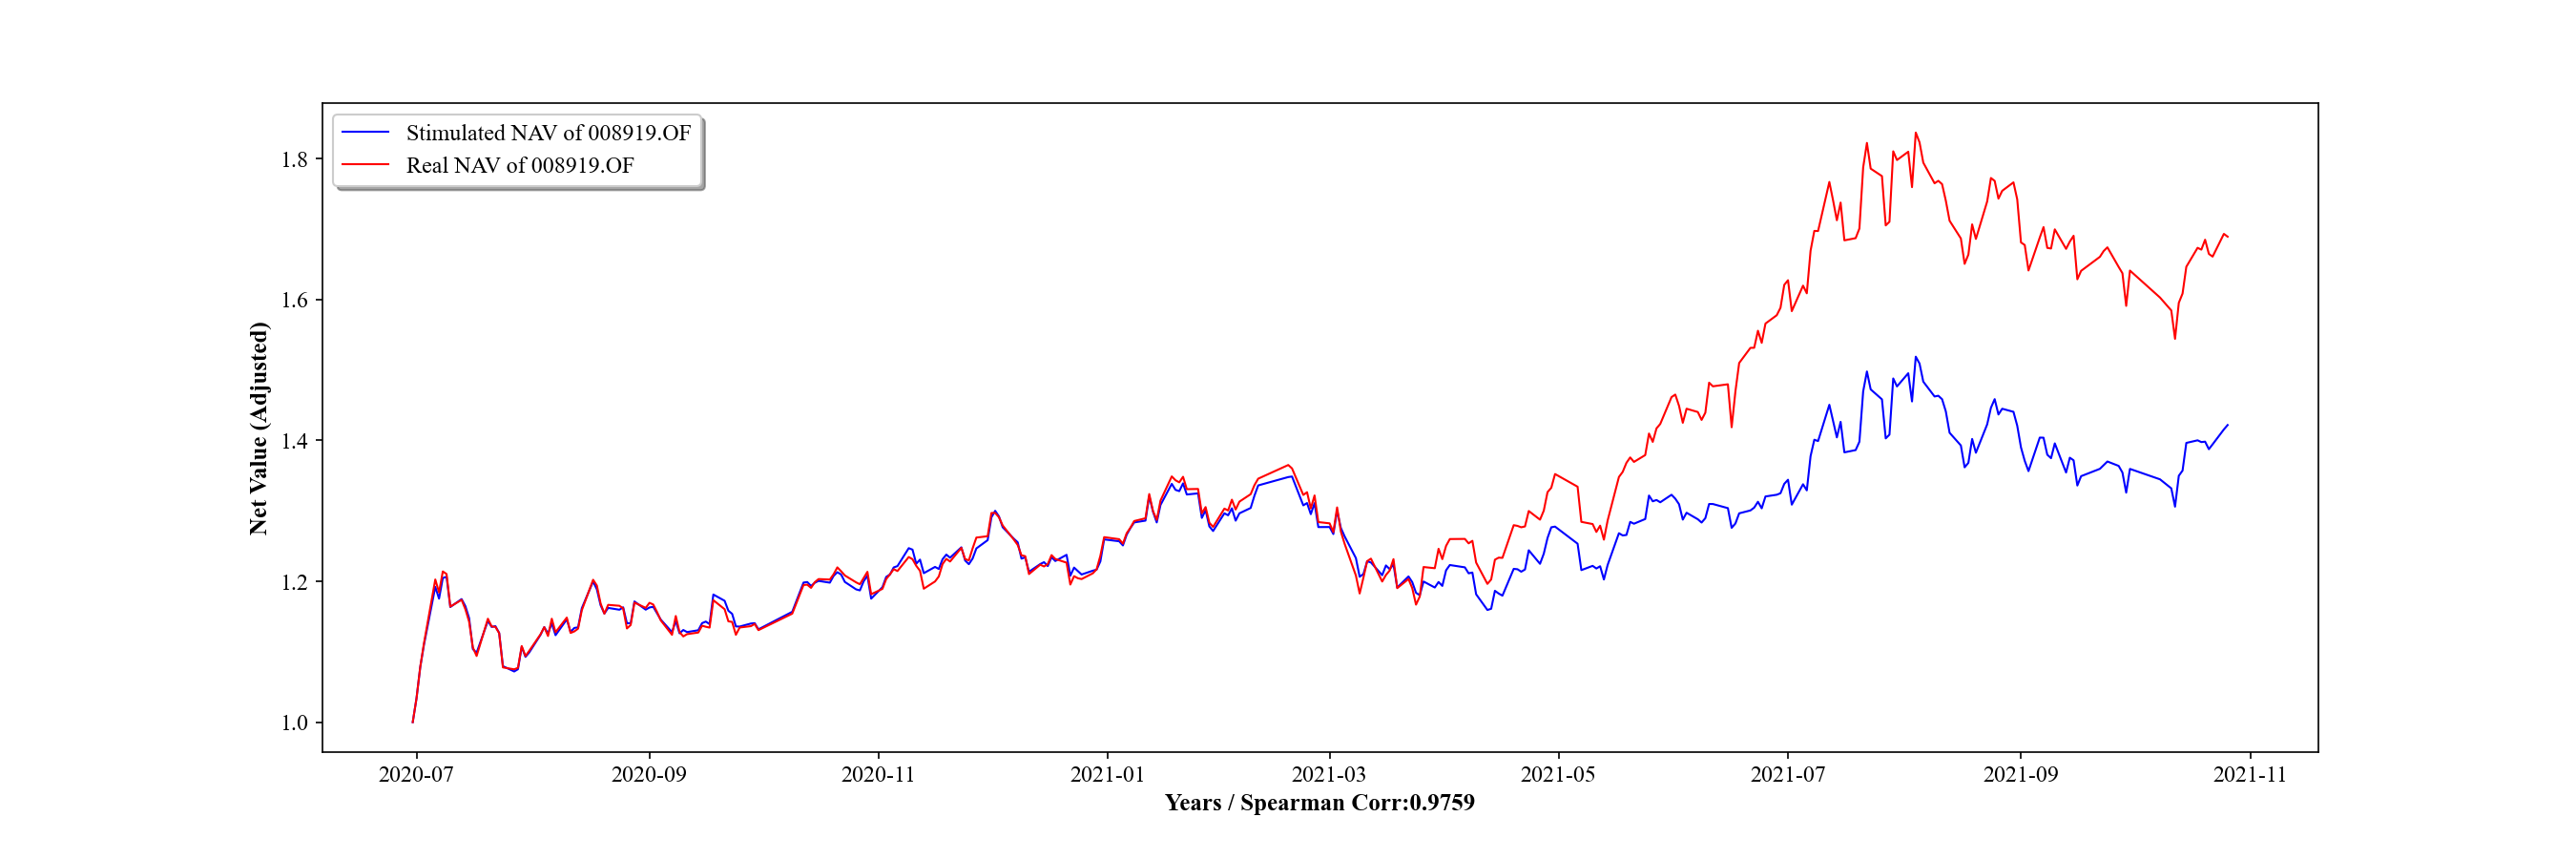 Stimulated NAV of 008919.OF
Real NAV of 008919.OF
Net Value (Adjusted)
1.8
1.6
1.4
1.2
1.0
2020-07 2020-09 2020-11 2021-01 2021-03 2021-05 2021-07 2021-09 2021-11
Years / Spearman Corr:0.9759